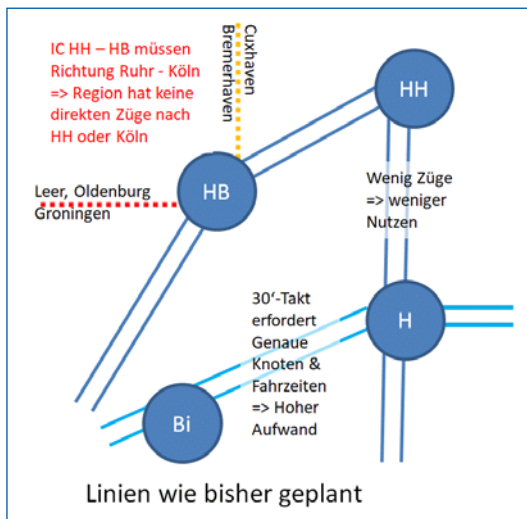 IC HH – HB müssen
Richtung Ruhr - Köln
=> Region hat keine
direkten Züge nach
HH oder Köln
Cuxhaven
Bremerhaven
HH
Leer, Oldenburg
Groningen
HB
Wenig Züge
=> weniger
Nutzen
30‘-Takt
erfordert
Genaue
Knoten &
Fahrzeiten
=> Hoher
Aufwand
H
Bi
Linien wie bisher geplant